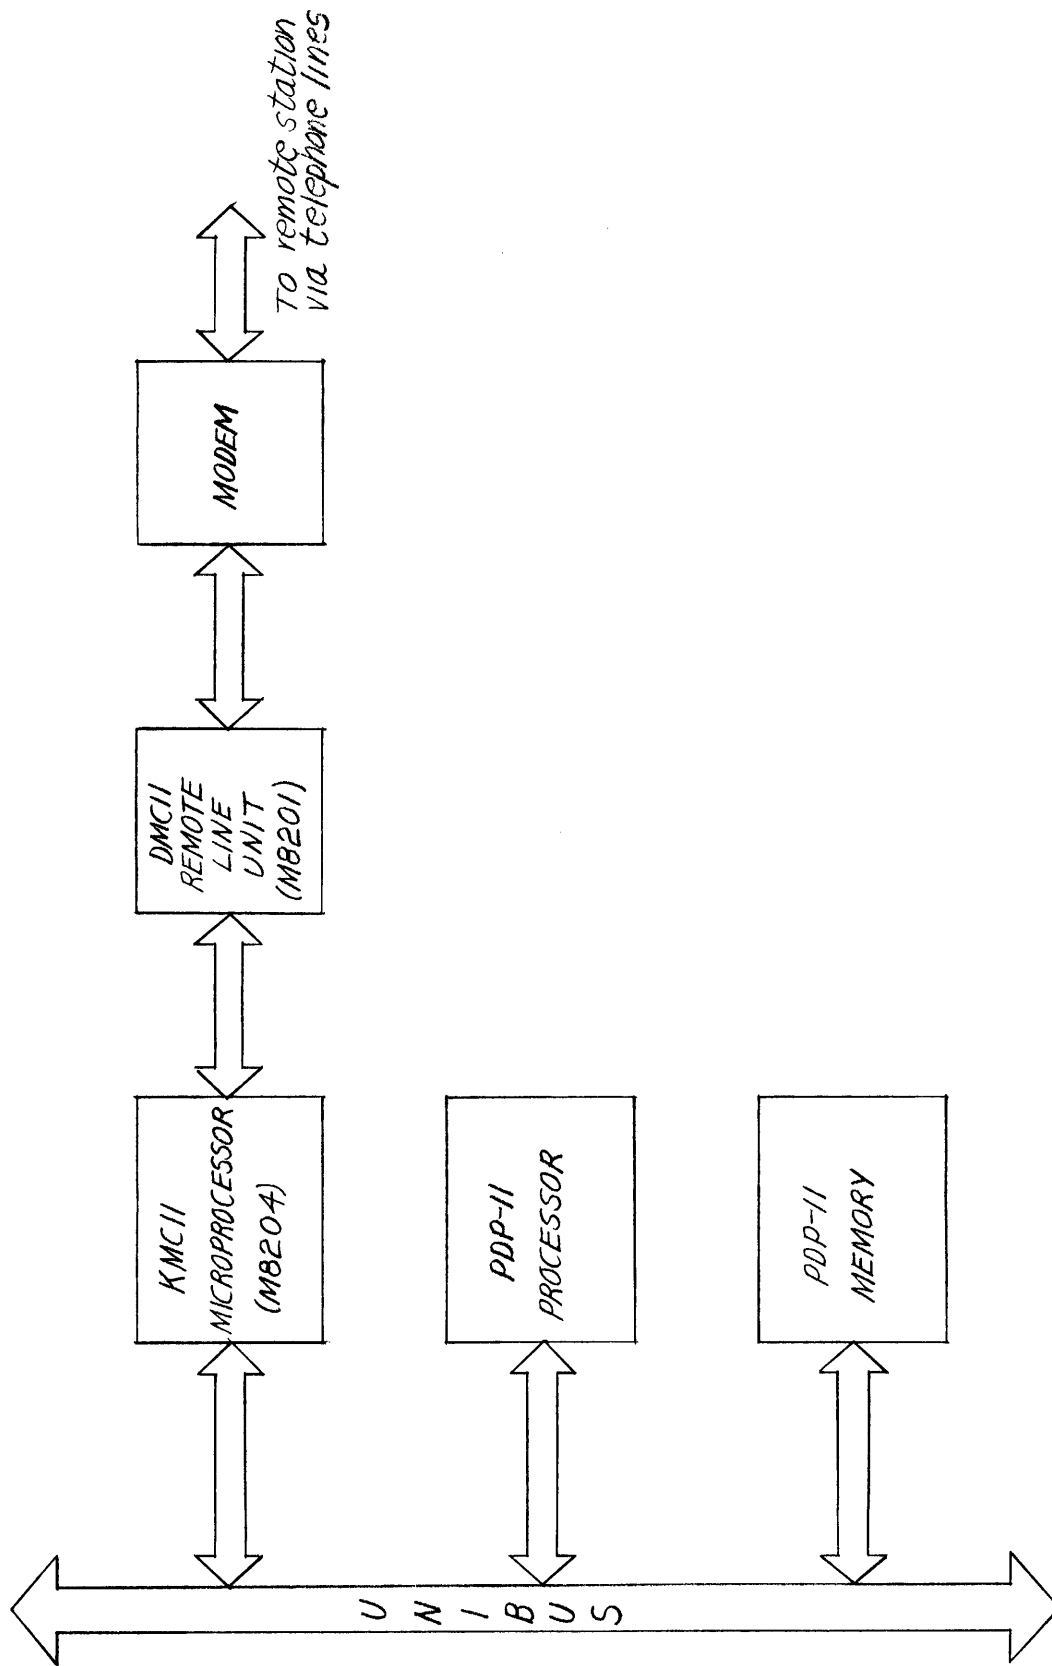 UNIBUS
KMC11
MICROPROCESSOR
(M8204)
DMC11
REMOTE
LINE
UNIT
(M8201)
MODEM
To remote station
via telephone lines
PDP-11
PROCESSOR
PDP-11
MEMORY